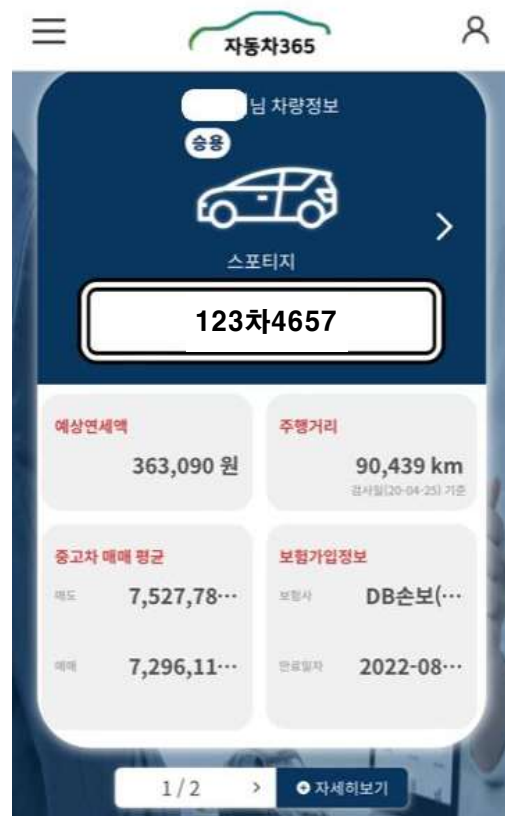 자동차365
님 차량정보
승용
스포티지
123차4657
예상연세액
363,090 원
주행거리
90,439 km
검사일(20-04-25) 기준
중고차 매매 평균
매도 7,527,78…
매매 7,296,11…
보험가입정보
보험사 DB손보(…
만료일자 2022-08…
1 / 2 >
자세히보기